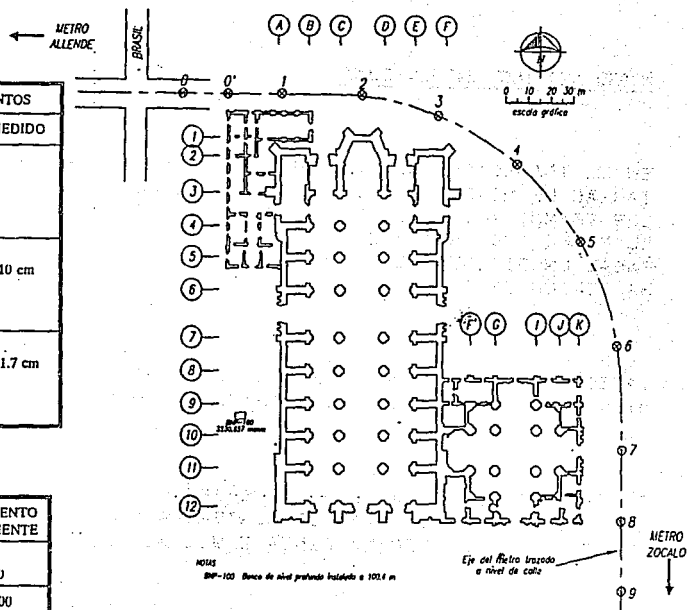 METRO
ALLENDE
BRASIL
A B C D E F
N
0 10 20 30 m
escala gráfica
0 0' 1 2 3 4 5 6 7 8 9
NTOS
EDIDO
10 cm
1.7 cm
ENTO
IENTE
0
00
1
2
3
4
5
6
7
8
9
10
11
12
F G I J K
NOTAS
BNP-100 Banco de nivel profundo instalado a 100.4 m
Eje del metro trazado
a nivel de calle
METRO
ZOCALO